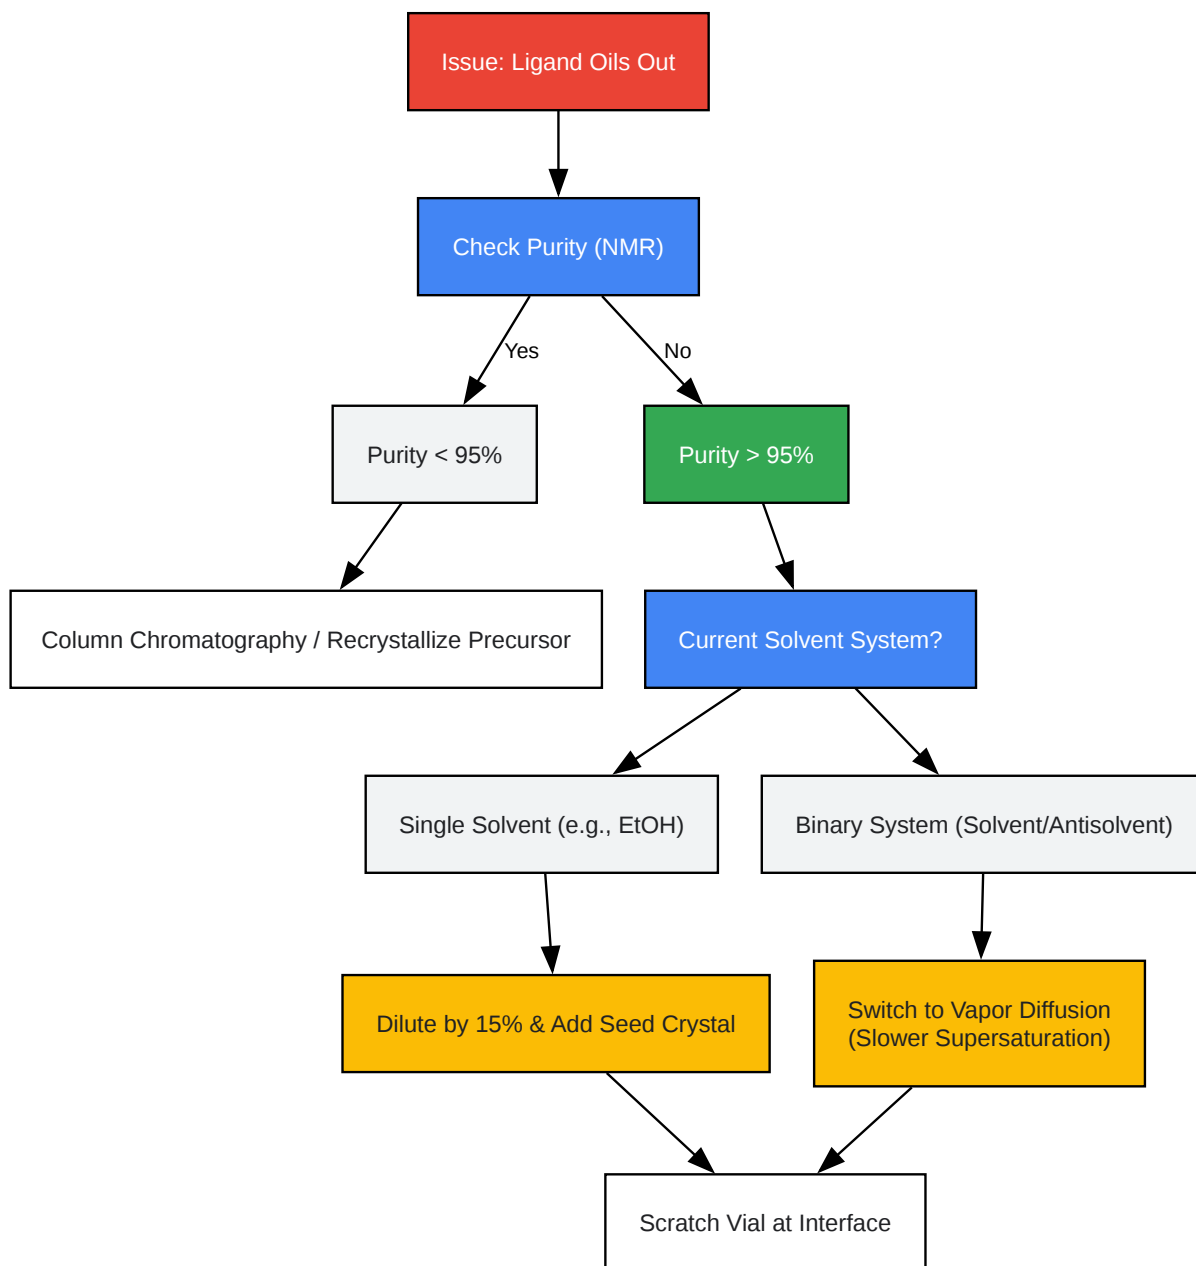 Issue: Ligand Oils Out
Check Purity (NMR)
Yes
No
Purity < 95%
Purity > 95%
Column Chromatography / Recrystallize Precursor
Current Solvent System?
Single Solvent (e.g., EtOH)
Binary System (Solvent/Antisolvent)
Dilute by 15% & Add Seed Crystal
Switch to Vapor Diffusion
(Slower Supersaturation)
Scratch Vial at Interface